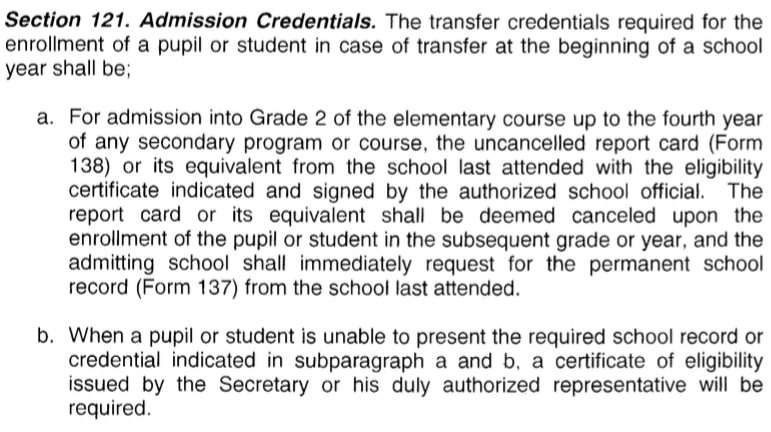 Section 121. Admission Credentials. The transfer credentials required for the
enrollment of a pupil or student in case of transfer at the beginning of a school
year shall be;
a. For admission into Grade 2 of the elementary course up to the fourth year
of any secondary program or course, the uncancelled report card (Form
138) or its equivalent from the school last attended with the eligibility
certificate indicated and signed by the authorized school official. The
report card or its equivalent shall be deemed canceled upon the
enrollment of the pupil or student in the subsequent grade or year, and the
admitting school shall immediately request for the permanent school
record (Form 137) from the school last attended.
b. When a pupil or student is unable to present the required school record or
credential indicated in subparagraph a and b, a certificate of eligibility
issued by the Secretary or his duly authorized representative will be
required.